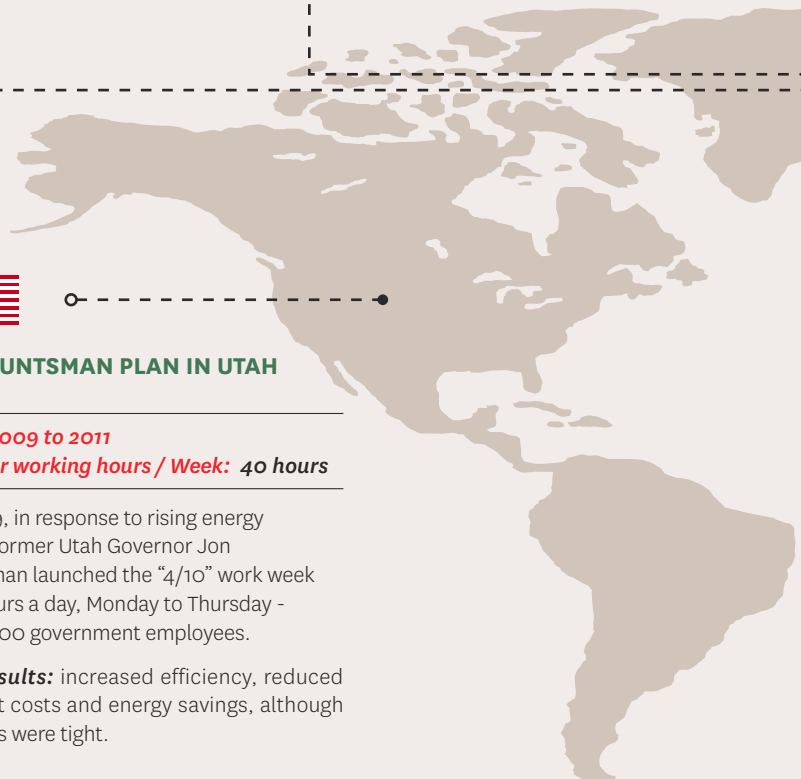 UNTSMAN PLAN IN UTAH
009 to 2011
r working hours / Week: 40 hours
, in response to rising energy
ormer Utah Governor Jon
man launched the “4/10” work week
urs a day, Monday to Thursday -
00 government employees.
sults: increased efficiency, reduced
t costs and energy savings, although
s were tight.